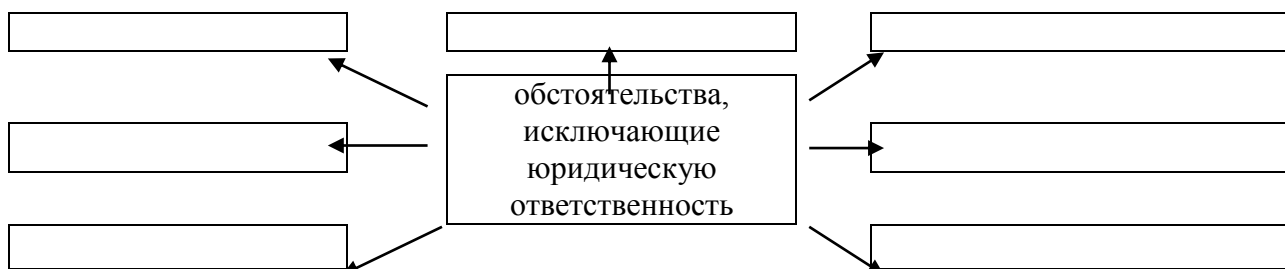 обстоятельства,
исключающие
юридическую
ответственность